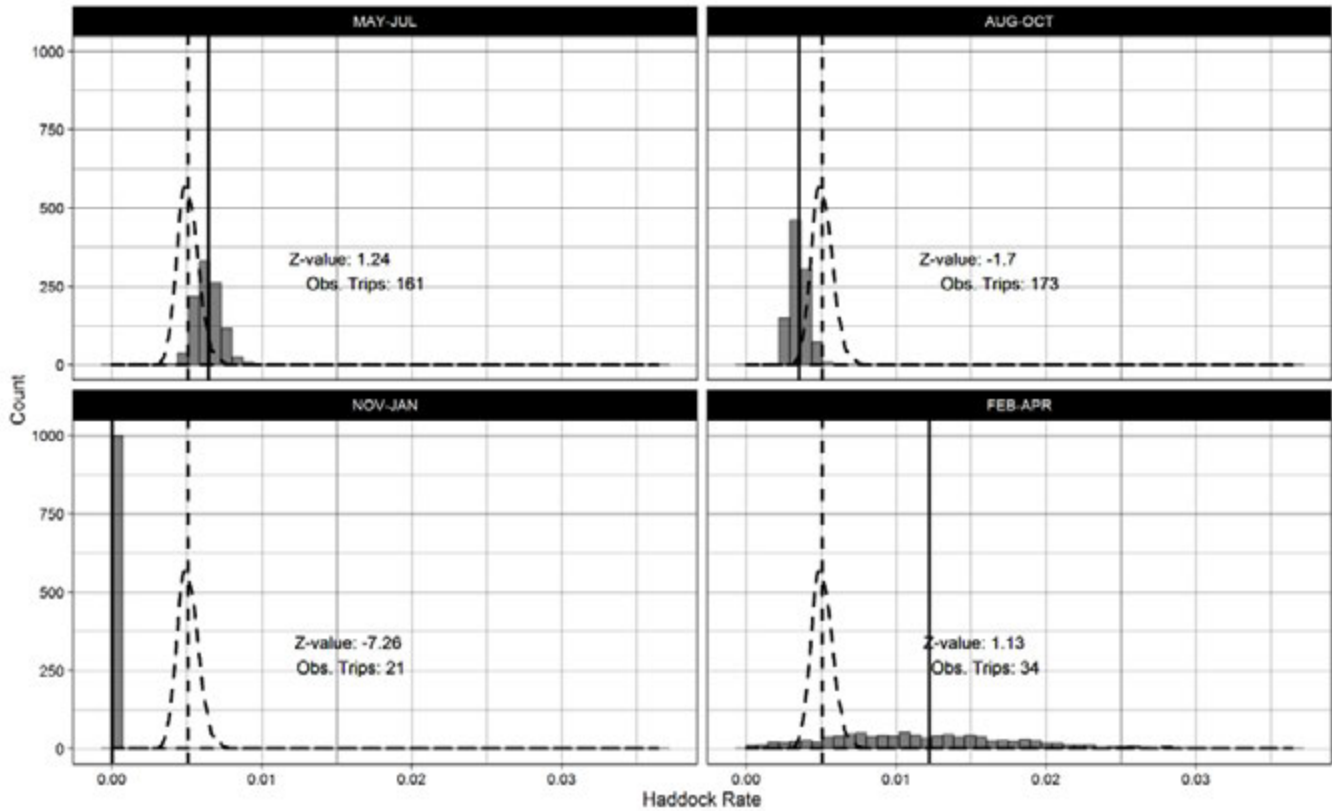 MAY-JUL
AUG-OCT
1000
750
500
250
0
Z-value: 1.24
Obs. Trips: 161
Z-value: -1.7
Obs. Trips: 173
Count
NOV-JAN
FEB-APR
1000
750
500
250
0
Z-value: -7.26
Obs. Trips: 21
Z-value: 1.13
Obs. Trips: 34
0.00 0.01 0.02 0.03
0.00 0.01 0.02 0.03
Haddock Rate